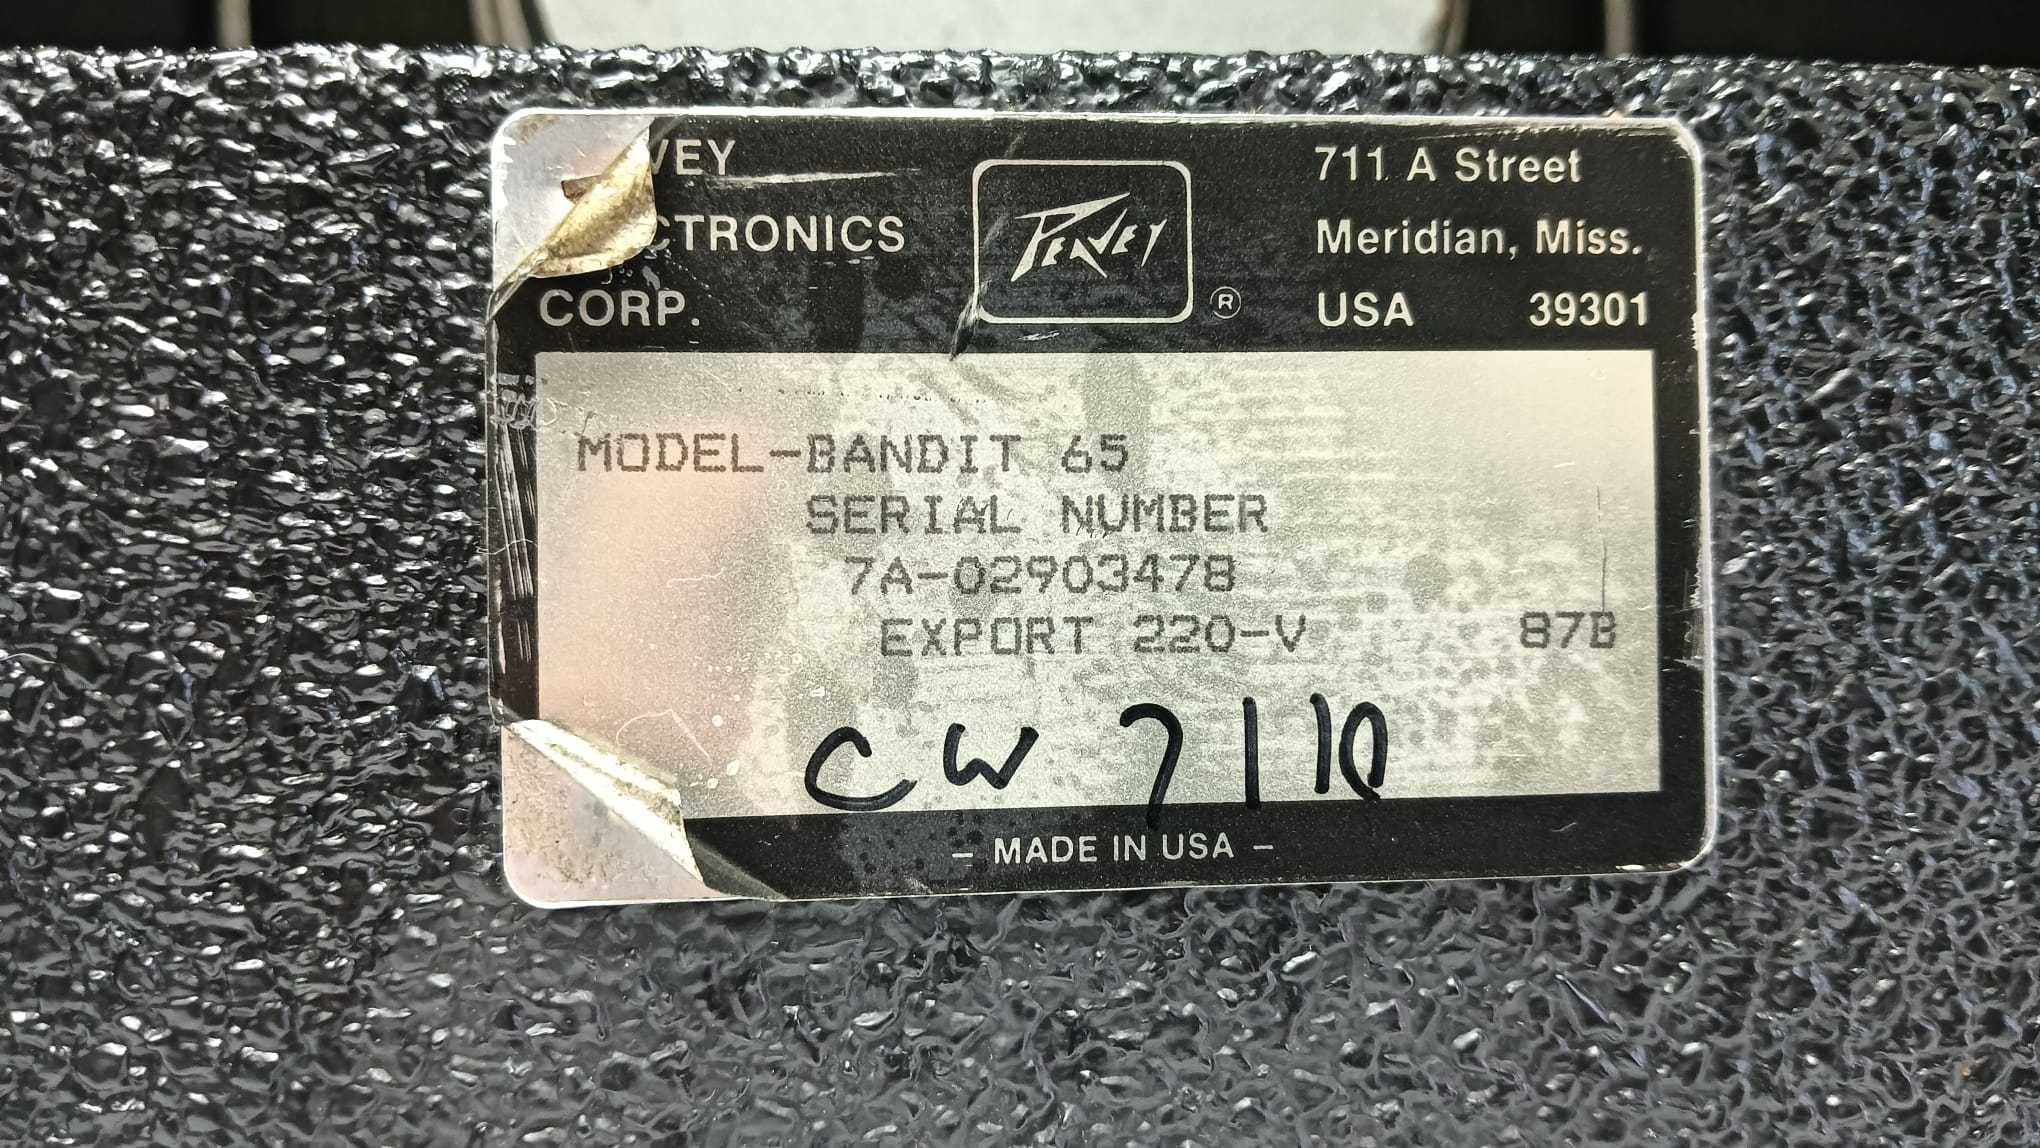 VEY
CTRONICS
CORP.
PEAVEY
®
711 A Street
Meridian, Miss.
USA 39301
MODEL-BANDIT 65
SERIAL NUMBER
7A-02903478
EXPORT 220-V 87B
CW 7110
– MADE IN USA –